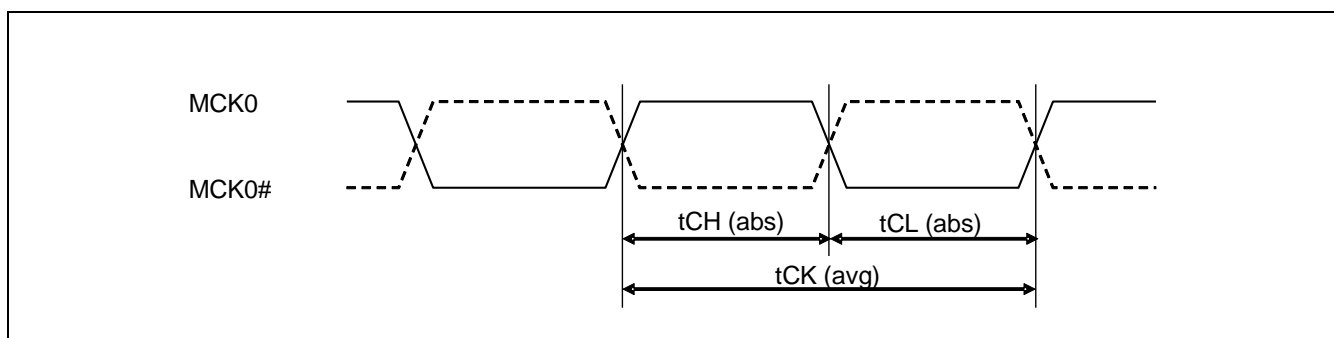 MCK0
MCK0#
tCH (abs)
tCL (abs)
tCK (avg)